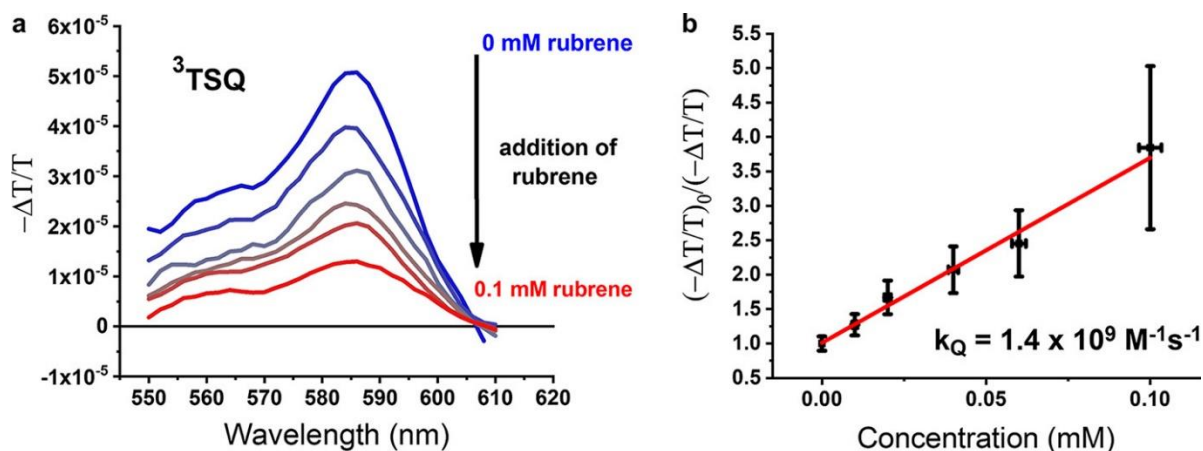 a
6x10⁻⁵
5x10⁻⁵
4x10⁻⁵
3x10⁻⁵
2x10⁻⁵
1x10⁻⁵
0
-1x10⁻⁵
−ΔT/T
³TSQ
0 mM rubrene
addition of
rubrene
0.1 mM rubrene
550 560 570 580 590 600 610 620
Wavelength (nm)
b
5.5
5.0
4.5
4.0
3.5
3.0
2.5
2.0
1.5
1.0
0.5
(−ΔT/T)₀/(−ΔT/T)
k_Q = 1.4 x 10⁹ M⁻¹s⁻¹
0.00 0.05 0.10
Concentration (mM)